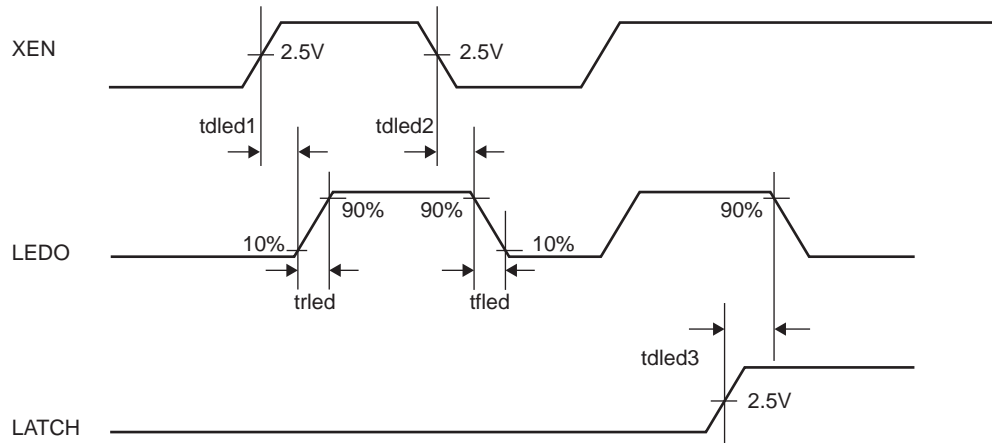 XEN
2.5V
2.5V
tdled1
tdled2
90%
90%
90%
10%
10%
LEDO
trled
tfled
tdled3
2.5V
LATCH